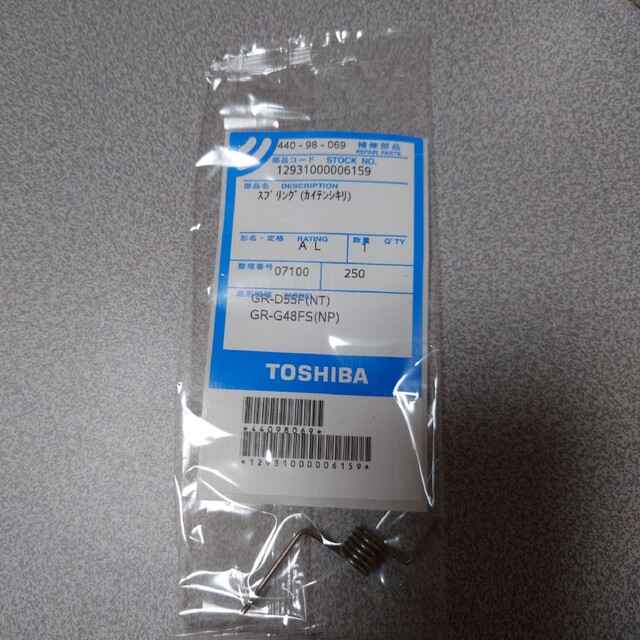 440-98-069 補修部品
REPAIR PARTS
部品コード STOCK NO.
12931000006159
部品名 DESCRIPTION
スプリング(カイテンシキリ)
形名・定格 RATING 数量 Q'TY
AL 1
整理番号 07100 250
GR-D55F(NT)
GR-G48FS(NP)
TOSHIBA
*44098069*
*12931000006159*